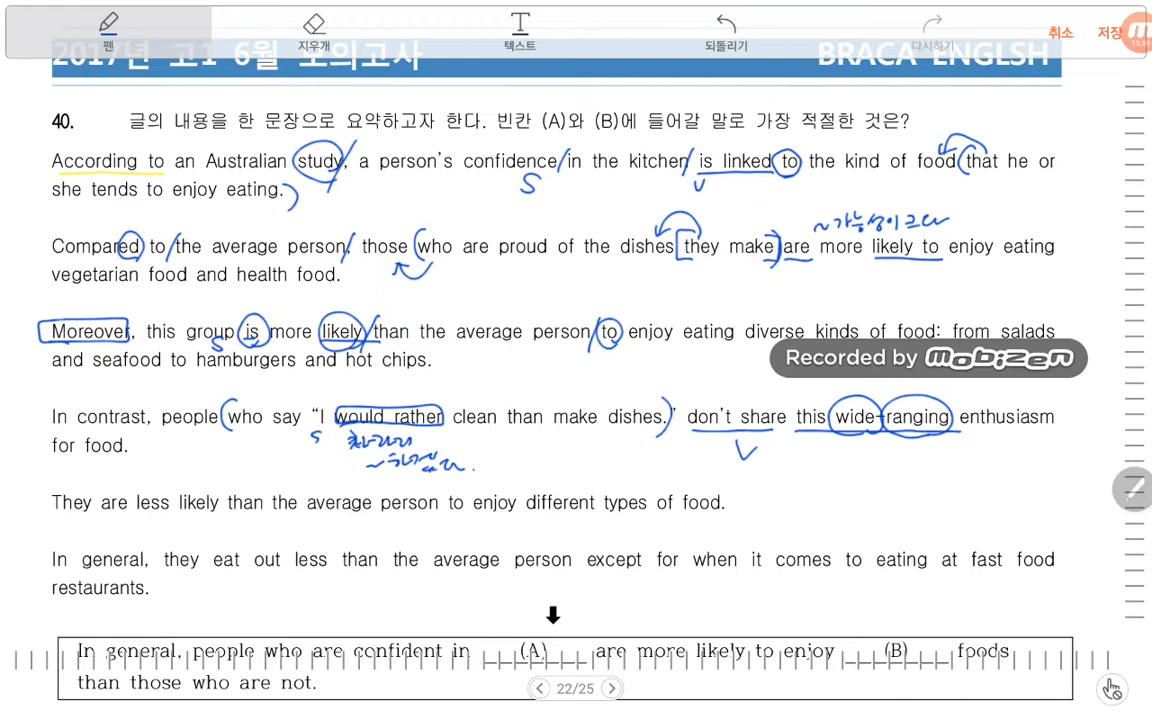 펜 지우개 텍스트 되돌리기 다시하기 취소 저장
2017년 고1 6월 모의고사 BRACA ENGLSH
40. 글의 내용을 한 문장으로 요약하고자 한다. 빈칸 (A)와 (B)에 들어갈 말로 가장 적절한 것은?
According to an Australian study, a person's confidence in the kitchen is linked to the kind of food that he or
she tends to enjoy eating.
S V
~가능성이 크다
Compared to the average person, those who are proud of the dishes they make are more likely to enjoy eating
vegetarian food and health food.
Moreover, this group is more likely than the average person to enjoy eating diverse kinds of food: from salads
S
and seafood to hamburgers and hot chips.
Recorded by mobizen
In contrast, people who say “I would rather clean than make dishes.” don't share this wide-ranging enthusiasm
S V
for food.
They are less likely than the average person to enjoy different types of food.
In general, they eat out less than the average person except for when it comes to eating at fast food
restaurants.
In general, people who are confident in (A) are more likely to enjoy (B) foods
than those who are not.
22/25